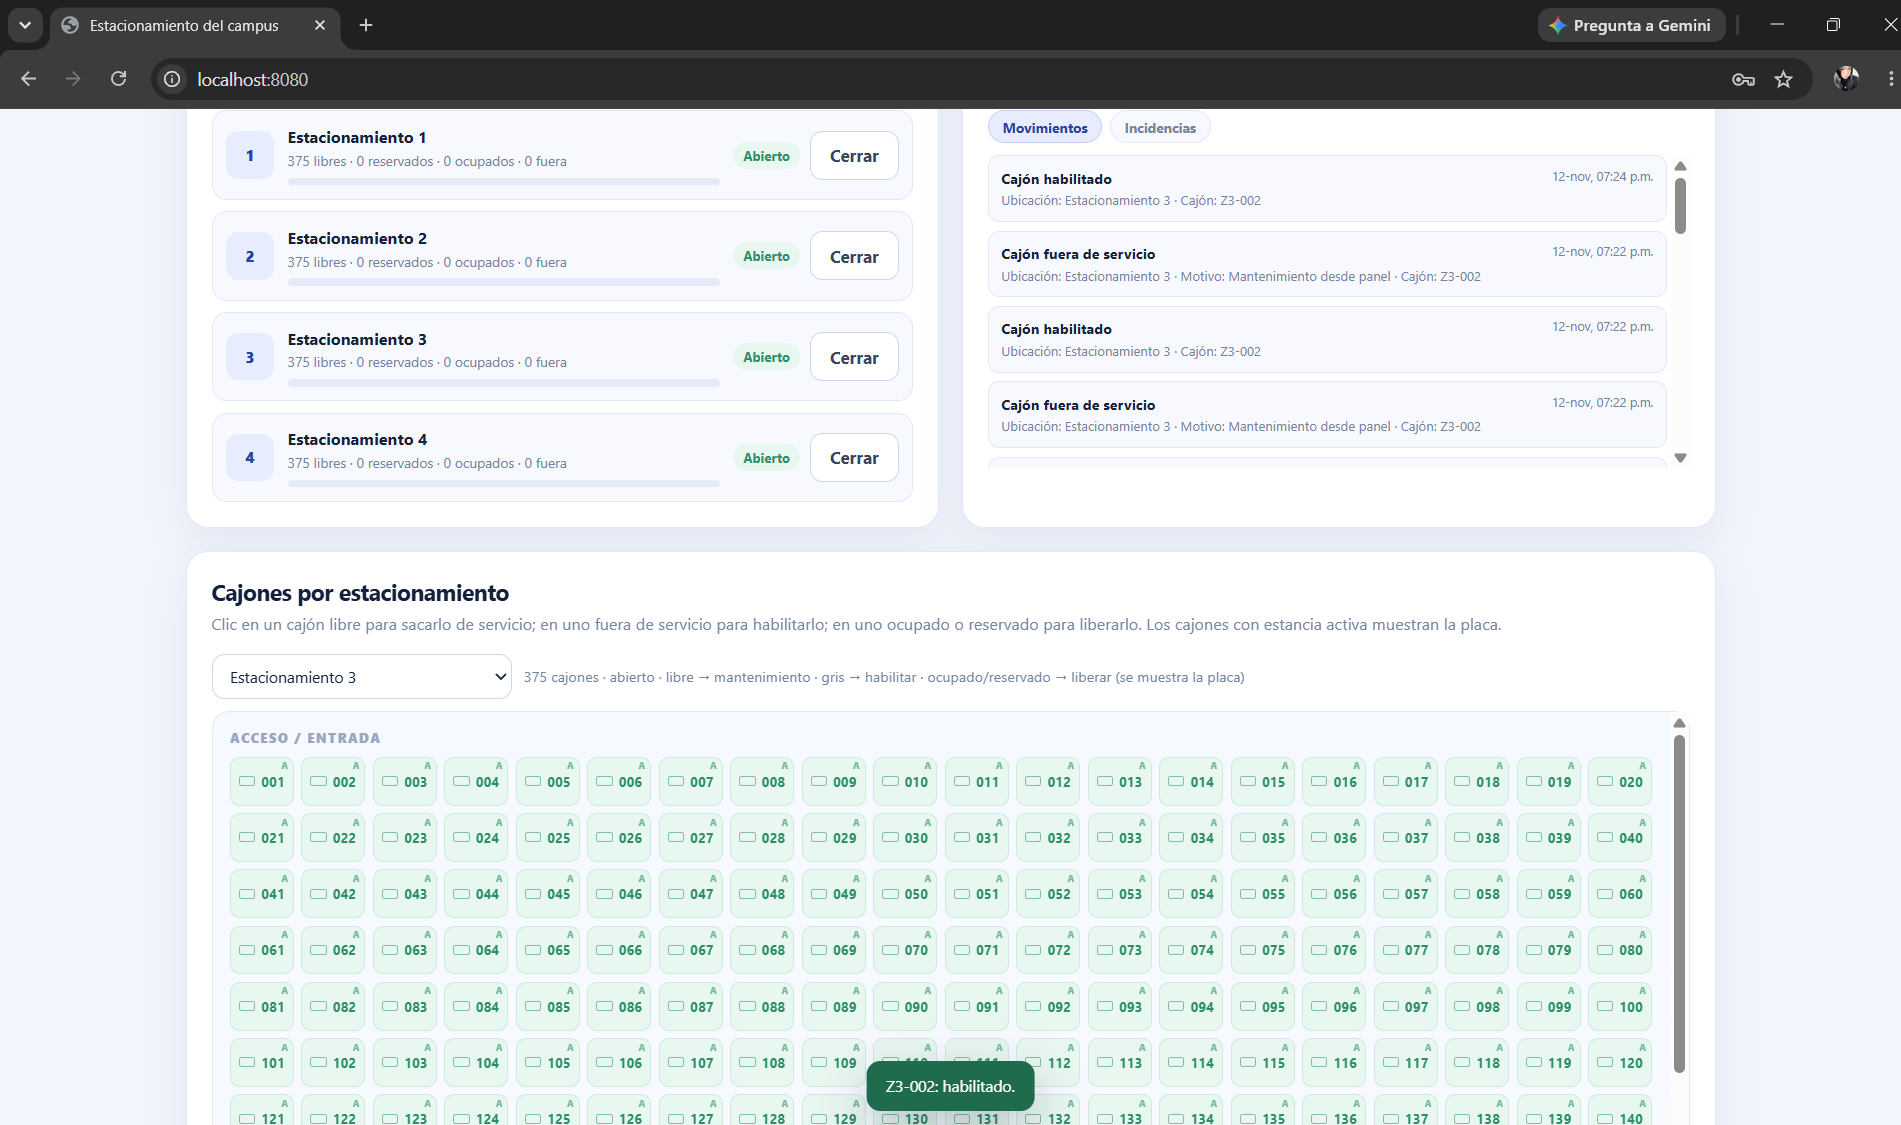 Estacionamiento del campus
Pregunta a Gemini
localhost:8080
1
Estacionamiento 1
375 libres · 0 reservados · 0 ocupados · 0 fuera
Abierto
Cerrar
2
Estacionamiento 2
375 libres · 0 reservados · 0 ocupados · 0 fuera
Abierto
Cerrar
3
Estacionamiento 3
375 libres · 0 reservados · 0 ocupados · 0 fuera
Abierto
Cerrar
4
Estacionamiento 4
375 libres · 0 reservados · 0 ocupados · 0 fuera
Abierto
Cerrar
Movimientos Incidencias
Cajón habilitado 12-nov, 07:24 p.m.
Ubicación: Estacionamiento 3 · Cajón: Z3-002
Cajón fuera de servicio 12-nov, 07:22 p.m.
Ubicación: Estacionamiento 3 · Motivo: Mantenimiento desde panel · Cajón: Z3-002
Cajón habilitado 12-nov, 07:22 p.m.
Ubicación: Estacionamiento 3 · Cajón: Z3-002
Cajón fuera de servicio 12-nov, 07:22 p.m.
Ubicación: Estacionamiento 3 · Motivo: Mantenimiento desde panel · Cajón: Z3-002
Cajones por estacionamiento
Clic en un cajón libre para sacarlo de servicio; en uno fuera de servicio para habilitarlo; en uno ocupado o reservado para liberarlo. Los cajones con estancia activa muestran la placa.
Estacionamiento 3 375 cajones · abierto · libre → mantenimiento · gris → habilitar · ocupado/reservado → liberar (se muestra la placa)
ACCESO / ENTRADA
A A A A A A A A A A A A A A A A A A A A
001 002 003 004 005 006 007 008 009 010 011 012 013 014 015 016 017 018 019 020
A A A A A A A A A A A A A A A A A A A A
021 022 023 024 025 026 027 028 029 030 031 032 033 034 035 036 037 038 039 040
A A A A A A A A A A A A A A A A A A A A
041 042 043 044 045 046 047 048 049 050 051 052 053 054 055 056 057 058 059 060
A A A A A A A A A A A A A A A A A A A A
061 062 063 064 065 066 067 068 069 070 071 072 073 074 075 076 077 078 079 080
A A A A A A A A A A A A A A A A A A A A
081 082 083 084 085 086 087 088 089 090 091 092 093 094 095 096 097 098 099 100
A A A A A A A A A A A A A A A A A A A A
101 102 103 104 105 106 107 108 109 110 111 112 113 114 115 116 117 118 119 120
A A A A A A A A A A A A A A A A A A
121 122 123 124 125 126 127 128 129 130 131 132 133 134 135 136 137 138 139 140
Z3-002: habilitado.